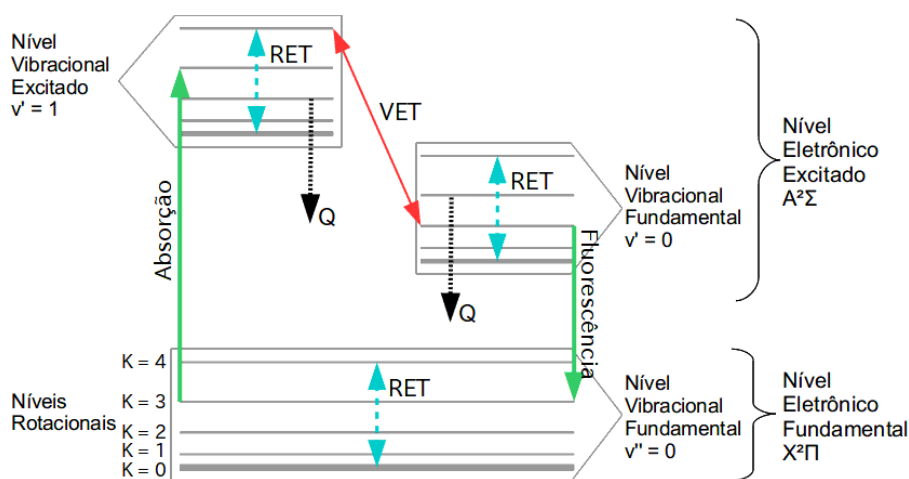 Nível
Vibracional
Excitado
v' = 1
RET
VET
Q
Absorção
RET
Q
Fluorescência
Nível
Vibracional
Fundamental
v' = 0
Nível
Eletrônico
Excitado
A²Σ
Níveis
Rotacionais
K = 4
K = 3
K = 2
K = 1
K = 0
RET
Nível
Vibracional
Fundamental
v'' = 0
Nível
Eletrônico
Fundamental
X²Π